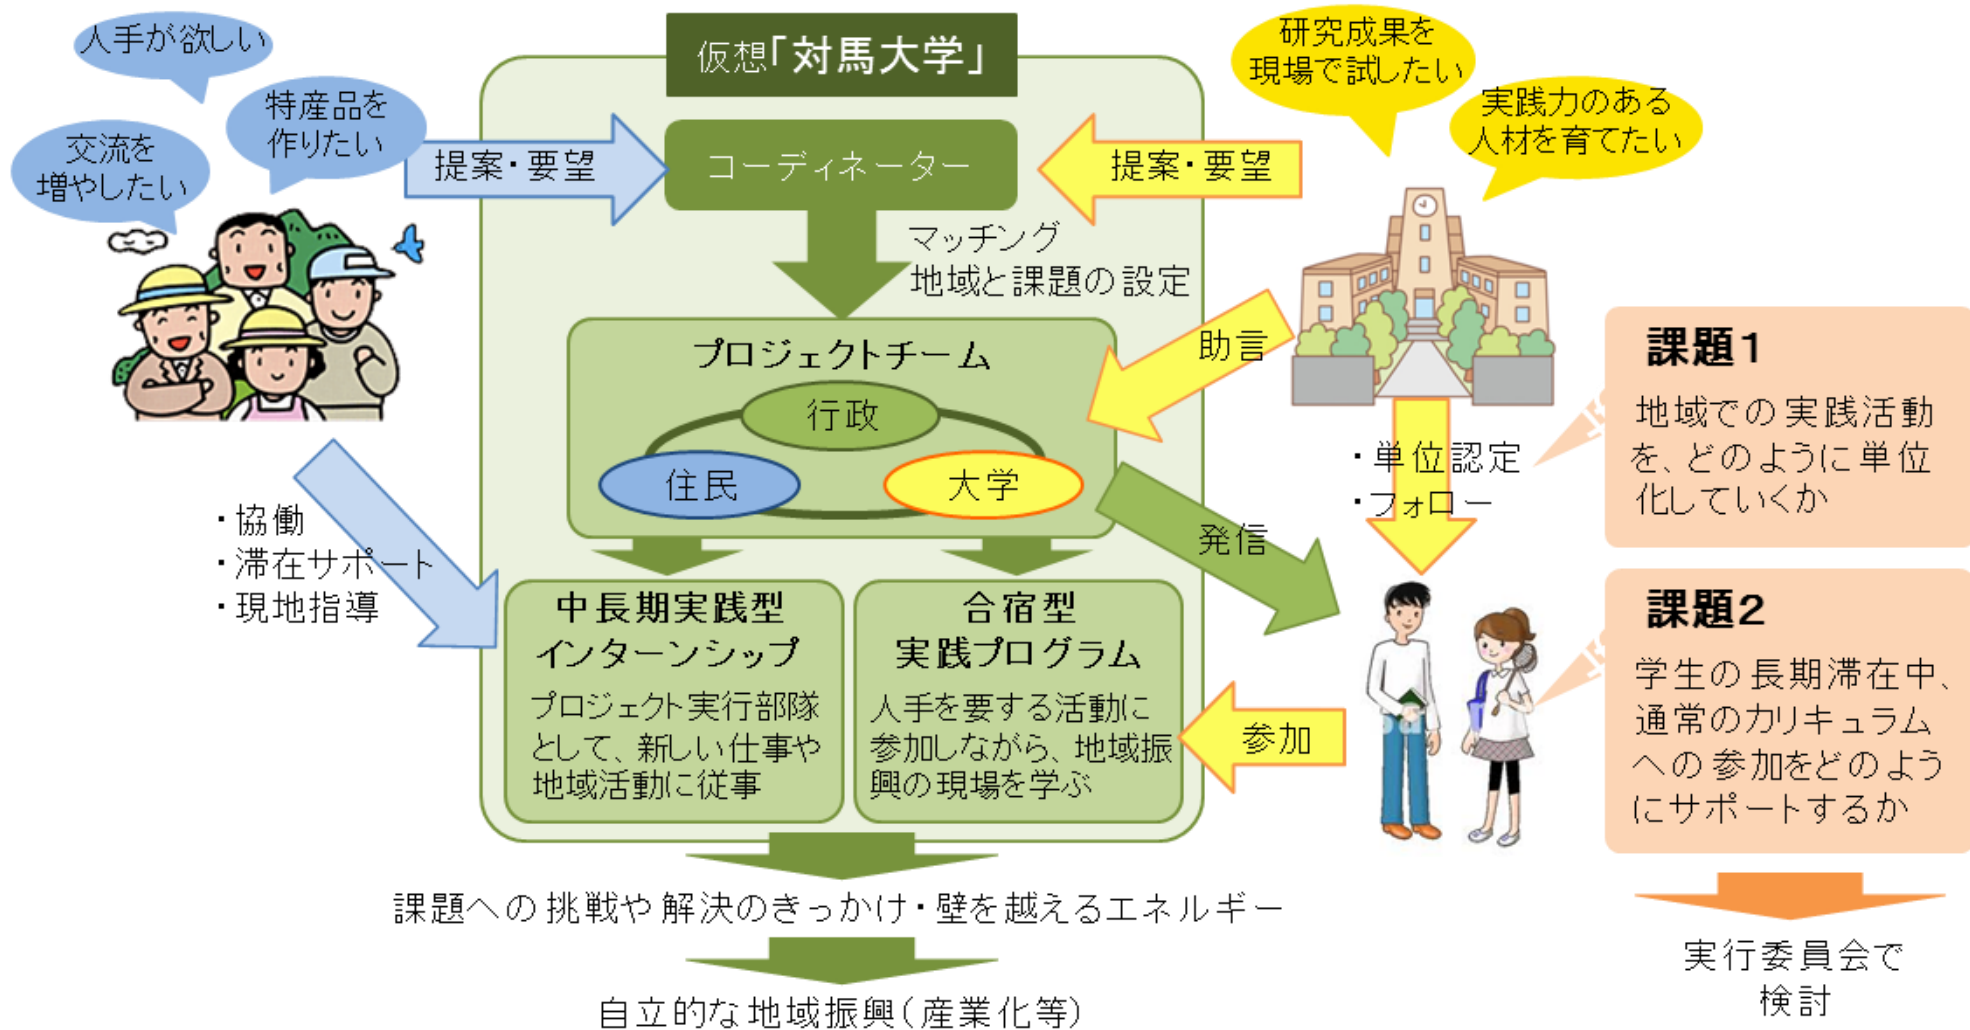 人手が欲しい
特産品を
作りたい
交流を
増やしたい
仮想「対馬大学」
研究成果を
現場で試したい
実践力のある
人材を育てたい
提案・要望
コーディネーター
提案・要望
マッチング
地域と課題の設定
助言
プロジェクトチーム
行政
住民
大学
・協働
・滞在サポート
・現地指導
発信
・単位認定
・フォロー
中長期実践型
インターンシップ
プロジェクト実行部隊
として、新しい仕事や
地域活動に従事
合宿型
実践プログラム
人手を要する活動に
参加しながら、地域振
興の現場を学ぶ
参加
課題1
地域での実践活動
を、どのように単位
化していくか
課題2
学生の長期滞在中、
通常のカリキュラム
への参加をどのよう
にサポートするか
課題への挑戦や解決のきっかけ・壁を越えるエネルギー
自立的な地域振興(産業化等)
実行委員会で
検討